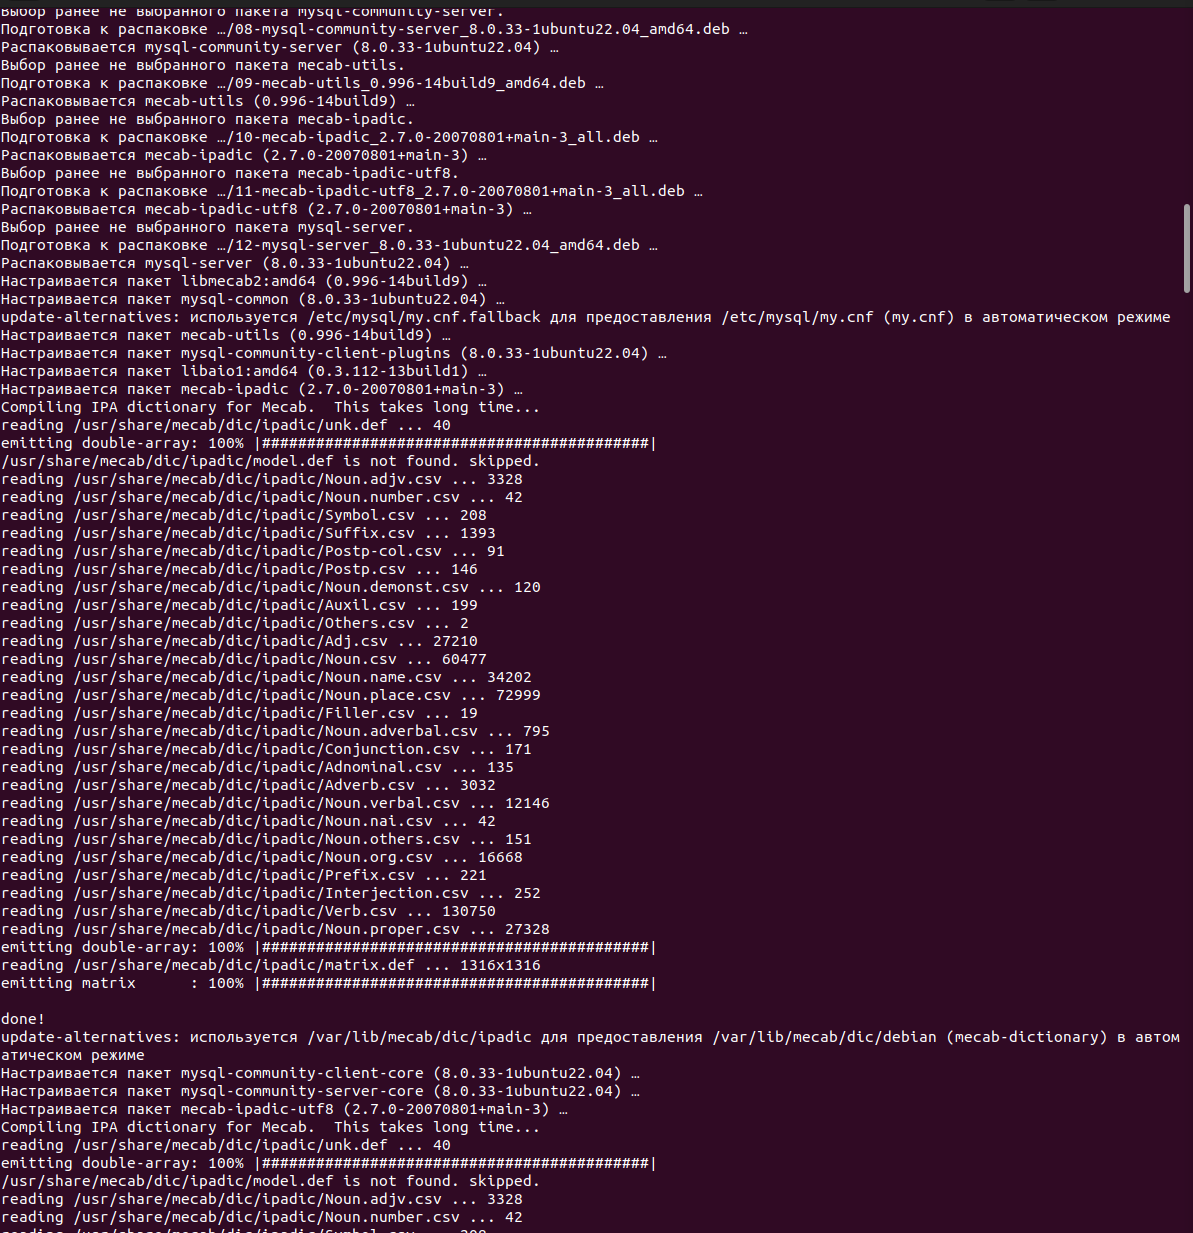 Выбор ранее не выбранного пакета mysql-community-server.
Подготовка к распаковке …/08-mysql-community-server_8.0.33-1ubuntu22.04_amd64.deb …
Распаковывается mysql-community-server (8.0.33-1ubuntu22.04) …
Выбор ранее не выбранного пакета mecab-utils.
Подготовка к распаковке …/09-mecab-utils_0.996-14build9_amd64.deb …
Распаковывается mecab-utils (0.996-14build9) …
Выбор ранее не выбранного пакета mecab-ipadic.
Подготовка к распаковке …/10-mecab-ipadic_2.7.0-20070801+main-3_all.deb …
Распаковывается mecab-ipadic (2.7.0-20070801+main-3) …
Выбор ранее не выбранного пакета mecab-ipadic-utf8.
Подготовка к распаковке …/11-mecab-ipadic-utf8_2.7.0-20070801+main-3_all.deb …
Распаковывается mecab-ipadic-utf8 (2.7.0-20070801+main-3) …
Выбор ранее не выбранного пакета mysql-server.
Подготовка к распаковке …/12-mysql-server_8.0.33-1ubuntu22.04_amd64.deb …
Распаковывается mysql-server (8.0.33-1ubuntu22.04) …
Настраивается пакет libmecab2:amd64 (0.996-14build9) …
Настраивается пакет mysql-common (8.0.33-1ubuntu22.04) …
update-alternatives: используется /etc/mysql/my.cnf.fallback для предоставления /etc/mysql/my.cnf (my.cnf) в автоматическом режиме
Настраивается пакет mecab-utils (0.996-14build9) …
Настраивается пакет mysql-community-client-plugins (8.0.33-1ubuntu22.04) …
Настраивается пакет libaio1:amd64 (0.3.112-13build1) …
Настраивается пакет mecab-ipadic (2.7.0-20070801+main-3) …
Compiling IPA dictionary for Mecab.  This takes long time...
reading /usr/share/mecab/dic/ipadic/unk.def ... 40
emitting double-array: 100% |###########################################|
/usr/share/mecab/dic/ipadic/model.def is not found. skipped.
reading /usr/share/mecab/dic/ipadic/Noun.adjv.csv ... 3328
reading /usr/share/mecab/dic/ipadic/Noun.number.csv ... 42
reading /usr/share/mecab/dic/ipadic/Symbol.csv ... 208
reading /usr/share/mecab/dic/ipadic/Suffix.csv ... 1393
reading /usr/share/mecab/dic/ipadic/Postp-col.csv ... 91
reading /usr/share/mecab/dic/ipadic/Postp.csv ... 146
reading /usr/share/mecab/dic/ipadic/Noun.demonst.csv ... 120
reading /usr/share/mecab/dic/ipadic/Auxil.csv ... 199
reading /usr/share/mecab/dic/ipadic/Others.csv ... 2
reading /usr/share/mecab/dic/ipadic/Adj.csv ... 27210
reading /usr/share/mecab/dic/ipadic/Noun.csv ... 60477
reading /usr/share/mecab/dic/ipadic/Noun.name.csv ... 34202
reading /usr/share/mecab/dic/ipadic/Noun.place.csv ... 72999
reading /usr/share/mecab/dic/ipadic/Filler.csv ... 19
reading /usr/share/mecab/dic/ipadic/Noun.adverbal.csv ... 795
reading /usr/share/mecab/dic/ipadic/Conjunction.csv ... 171
reading /usr/share/mecab/dic/ipadic/Adnominal.csv ... 135
reading /usr/share/mecab/dic/ipadic/Adverb.csv ... 3032
reading /usr/share/mecab/dic/ipadic/Noun.verbal.csv ... 12146
reading /usr/share/mecab/dic/ipadic/Noun.nai.csv ... 42
reading /usr/share/mecab/dic/ipadic/Noun.others.csv ... 151
reading /usr/share/mecab/dic/ipadic/Noun.org.csv ... 16668
reading /usr/share/mecab/dic/ipadic/Prefix.csv ... 221
reading /usr/share/mecab/dic/ipadic/Interjection.csv ... 252
reading /usr/share/mecab/dic/ipadic/Verb.csv ... 130750
reading /usr/share/mecab/dic/ipadic/Noun.proper.csv ... 27328
emitting double-array: 100% |###########################################|
reading /usr/share/mecab/dic/ipadic/matrix.def ... 1316x1316
emitting matrix      : 100% |###########################################|
done!
update-alternatives: используется /var/lib/mecab/dic/ipadic для предоставления /var/lib/mecab/dic/debian (mecab-dictionary) в автом
атическом режиме
Настраивается пакет mysql-community-client-core (8.0.33-1ubuntu22.04) …
Настраивается пакет mysql-community-server-core (8.0.33-1ubuntu22.04) …
Настраивается пакет mecab-ipadic-utf8 (2.7.0-20070801+main-3) …
Compiling IPA dictionary for Mecab.  This takes long time...
reading /usr/share/mecab/dic/ipadic/unk.def ... 40
emitting double-array: 100% |###########################################|
/usr/share/mecab/dic/ipadic/model.def is not found. skipped.
reading /usr/share/mecab/dic/ipadic/Noun.adjv.csv ... 3328
reading /usr/share/mecab/dic/ipadic/Noun.number.csv ... 42
reading /usr/share/mecab/dic/ipadic/Symbol.csv ... 208